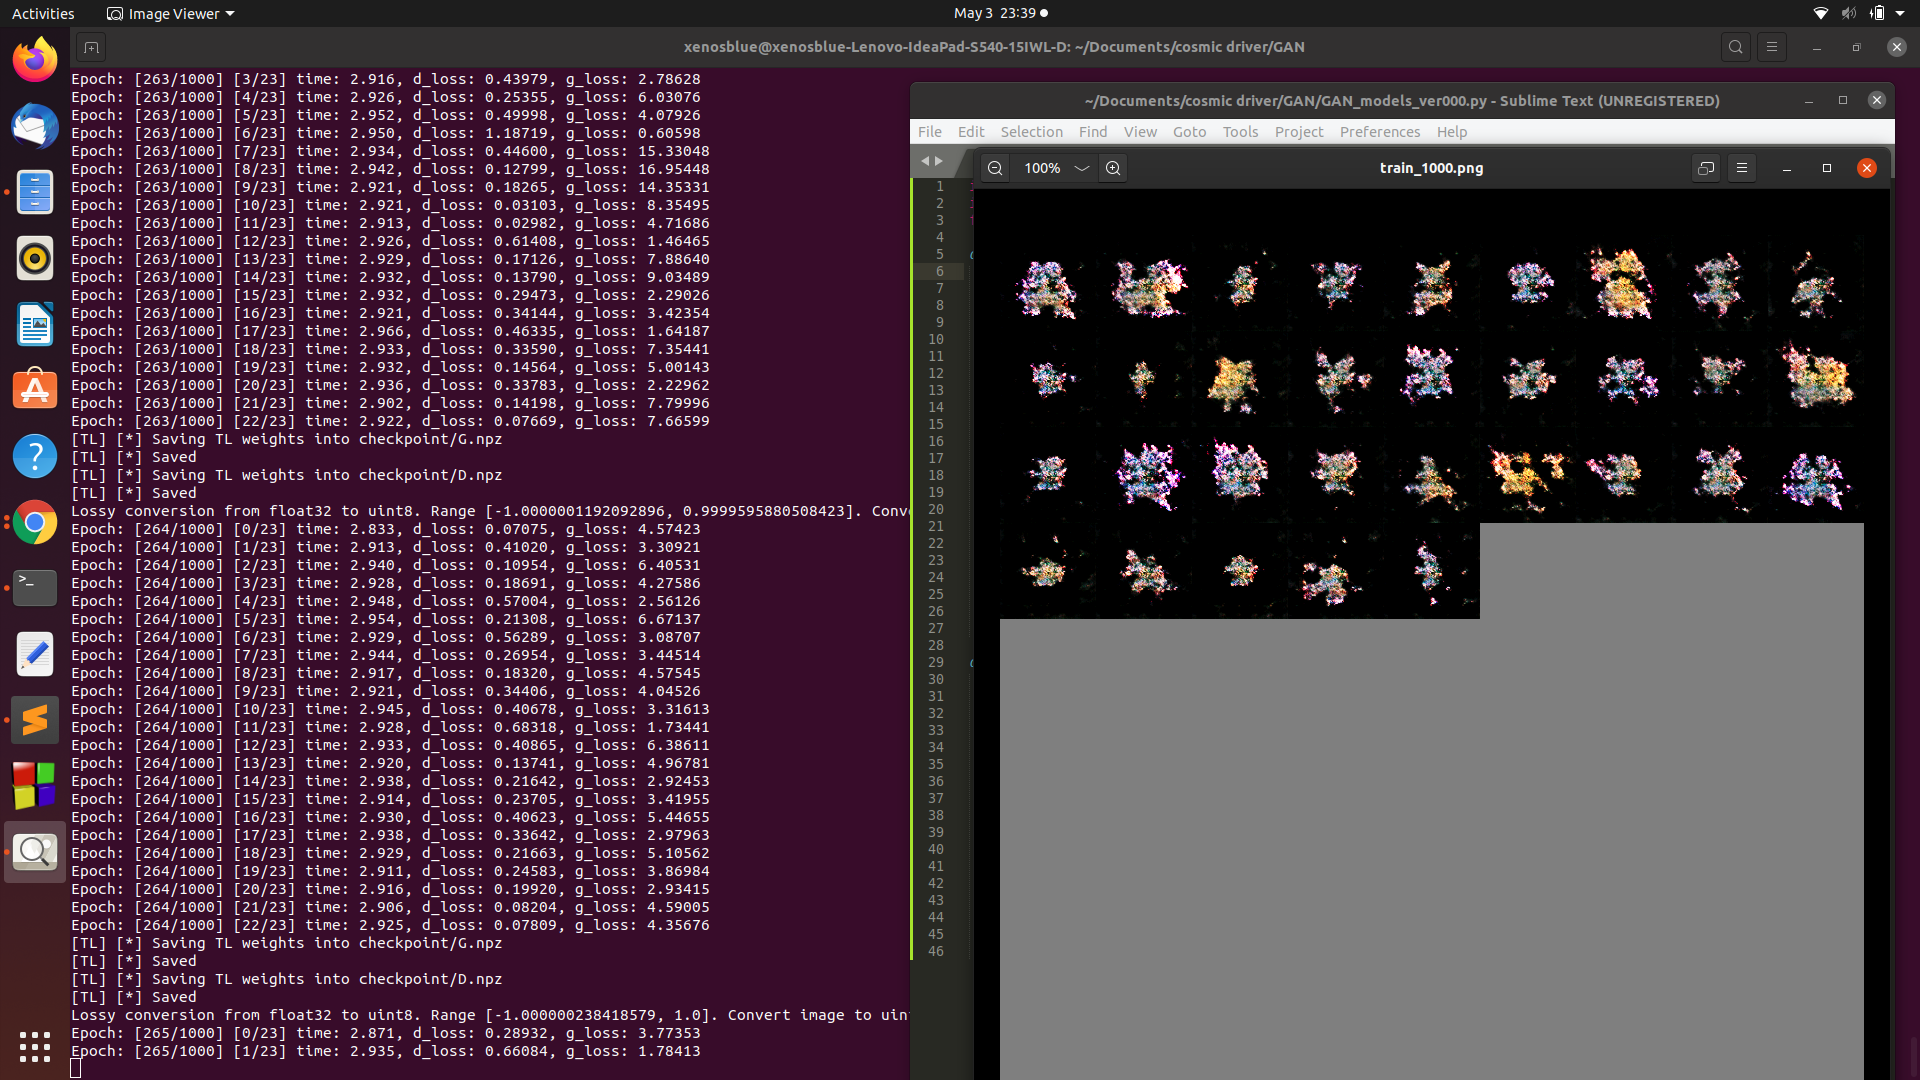 Activities
Image Viewer
May 3 23:39
xenosblue@xenosblue-Lenovo-IdeaPad-S540-15IWL-D: ~/Documents/cosmic driver/GAN
Epoch: [263/1000] [3/23] time: 2.916, d_loss: 0.43979, g_loss: 2.78628
Epoch: [263/1000] [4/23] time: 2.926, d_loss: 0.25355, g_loss: 6.03076
Epoch: [263/1000] [5/23] time: 2.952, d_loss: 0.49998, g_loss: 4.07926
Epoch: [263/1000] [6/23] time: 2.950, d_loss: 1.18719, g_loss: 0.60598
Epoch: [263/1000] [7/23] time: 2.934, d_loss: 0.44600, g_loss: 15.33048
Epoch: [263/1000] [8/23] time: 2.942, d_loss: 0.12799, g_loss: 16.95448
Epoch: [263/1000] [9/23] time: 2.921, d_loss: 0.18265, g_loss: 14.35331
Epoch: [263/1000] [10/23] time: 2.921, d_loss: 0.03103, g_loss: 8.35495
Epoch: [263/1000] [11/23] time: 2.913, d_loss: 0.02982, g_loss: 4.71686
Epoch: [263/1000] [12/23] time: 2.926, d_loss: 0.61408, g_loss: 1.46465
Epoch: [263/1000] [13/23] time: 2.929, d_loss: 0.17126, g_loss: 7.88640
Epoch: [263/1000] [14/23] time: 2.932, d_loss: 0.13790, g_loss: 9.03489
Epoch: [263/1000] [15/23] time: 2.932, d_loss: 0.29473, g_loss: 2.29026
Epoch: [263/1000] [16/23] time: 2.921, d_loss: 0.34144, g_loss: 3.42354
Epoch: [263/1000] [17/23] time: 2.966, d_loss: 0.46335, g_loss: 1.64187
Epoch: [263/1000] [18/23] time: 2.933, d_loss: 0.33590, g_loss: 7.35441
Epoch: [263/1000] [19/23] time: 2.932, d_loss: 0.14564, g_loss: 5.00143
Epoch: [263/1000] [20/23] time: 2.936, d_loss: 0.33783, g_loss: 2.22962
Epoch: [263/1000] [21/23] time: 2.902, d_loss: 0.14198, g_loss: 7.79996
Epoch: [263/1000] [22/23] time: 2.922, d_loss: 0.07669, g_loss: 7.66599
[TL] [*] Saving TL weights into checkpoint/G.npz
[TL] [*] Saved
[TL] [*] Saving TL weights into checkpoint/D.npz
[TL] [*] Saved
Lossy conversion from float32 to uint8. Range [-1.0000001192092896, 0.9999595880508423]. Conv
Epoch: [264/1000] [0/23] time: 2.833, d_loss: 0.07075, g_loss: 4.57423
Epoch: [264/1000] [1/23] time: 2.913, d_loss: 0.41020, g_loss: 3.30921
Epoch: [264/1000] [2/23] time: 2.940, d_loss: 0.10954, g_loss: 6.40531
Epoch: [264/1000] [3/23] time: 2.928, d_loss: 0.18691, g_loss: 4.27586
Epoch: [264/1000] [4/23] time: 2.948, d_loss: 0.57004, g_loss: 2.56126
Epoch: [264/1000] [5/23] time: 2.954, d_loss: 0.21308, g_loss: 6.67137
Epoch: [264/1000] [6/23] time: 2.929, d_loss: 0.56289, g_loss: 3.08707
Epoch: [264/1000] [7/23] time: 2.944, d_loss: 0.26954, g_loss: 3.44514
Epoch: [264/1000] [8/23] time: 2.917, d_loss: 0.18320, g_loss: 4.57545
Epoch: [264/1000] [9/23] time: 2.921, d_loss: 0.34406, g_loss: 4.04526
Epoch: [264/1000] [10/23] time: 2.945, d_loss: 0.40678, g_loss: 3.31613
Epoch: [264/1000] [11/23] time: 2.928, d_loss: 0.68318, g_loss: 1.73441
Epoch: [264/1000] [12/23] time: 2.933, d_loss: 0.40865, g_loss: 6.38611
Epoch: [264/1000] [13/23] time: 2.920, d_loss: 0.13741, g_loss: 4.96781
Epoch: [264/1000] [14/23] time: 2.938, d_loss: 0.21642, g_loss: 2.92453
Epoch: [264/1000] [15/23] time: 2.914, d_loss: 0.23705, g_loss: 3.41955
Epoch: [264/1000] [16/23] time: 2.930, d_loss: 0.40623, g_loss: 5.44655
Epoch: [264/1000] [17/23] time: 2.938, d_loss: 0.33642, g_loss: 2.97963
Epoch: [264/1000] [18/23] time: 2.929, d_loss: 0.21663, g_loss: 5.10562
Epoch: [264/1000] [19/23] time: 2.911, d_loss: 0.24583, g_loss: 3.86984
Epoch: [264/1000] [20/23] time: 2.916, d_loss: 0.19920, g_loss: 2.93415
Epoch: [264/1000] [21/23] time: 2.906, d_loss: 0.08204, g_loss: 4.59005
Epoch: [264/1000] [22/23] time: 2.925, d_loss: 0.07809, g_loss: 4.35676
[TL] [*] Saving TL weights into checkpoint/G.npz
[TL] [*] Saved
[TL] [*] Saving TL weights into checkpoint/D.npz
[TL] [*] Saved
Lossy conversion from float32 to uint8. Range [-1.000000238418579, 1.0]. Convert image to uin
Epoch: [265/1000] [0/23] time: 2.871, d_loss: 0.28932, g_loss: 3.77353
Epoch: [265/1000] [1/23] time: 2.935, d_loss: 0.66084, g_loss: 1.78413
~/Documents/cosmic driver/GAN/GAN_models_ver000.py - Sublime Text (UNREGISTERED)
File Edit Selection Find View Goto Tools Project Preferences Help
100%
train_1000.png
1
2
3
4
5
6
7
8
9
10
11
12
13
14
15
16
17
18
19
20
21
22
23
24
25
26
27
28
29
30
31
32
33
34
35
36
37
38
39
40
41
42
43
44
45
46